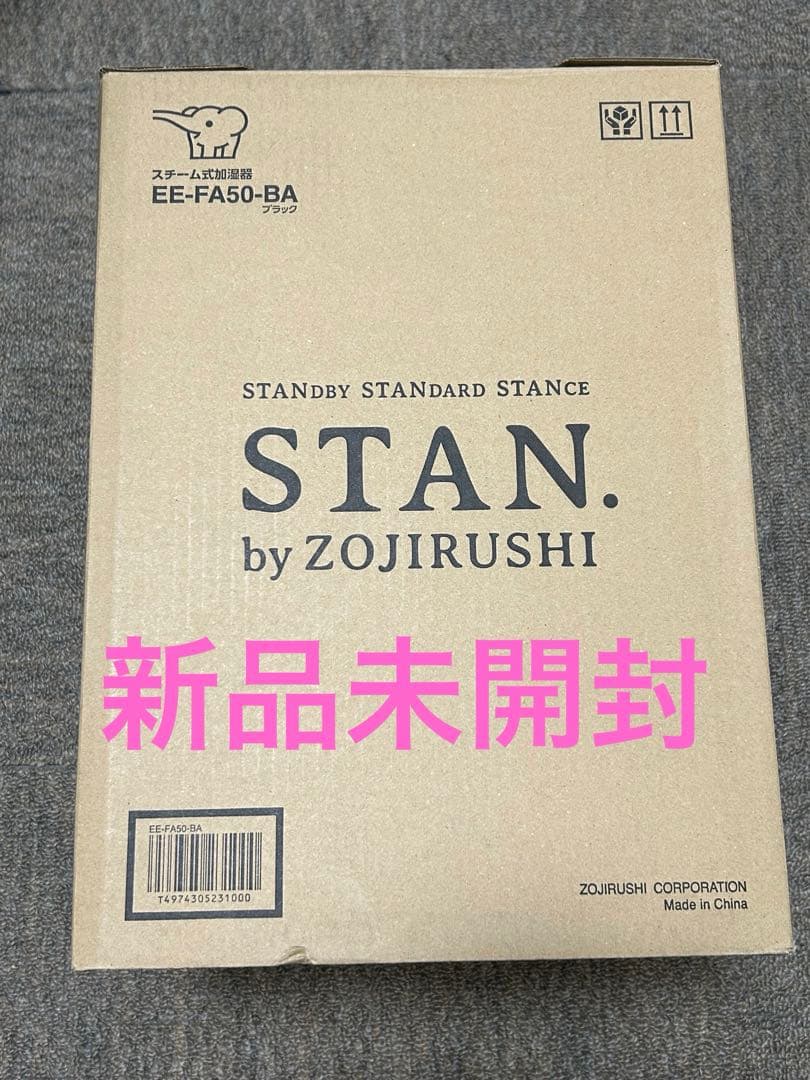 スチーム式加湿器
EE-FA50-BA
ブラック
STANDBY STANDARD STANCE
STAN.
by ZOJIRUSHI
新品未開封
EE-FA50-BA
T4974305231000
ZOJIRUSHI CORPORATION
Made in China